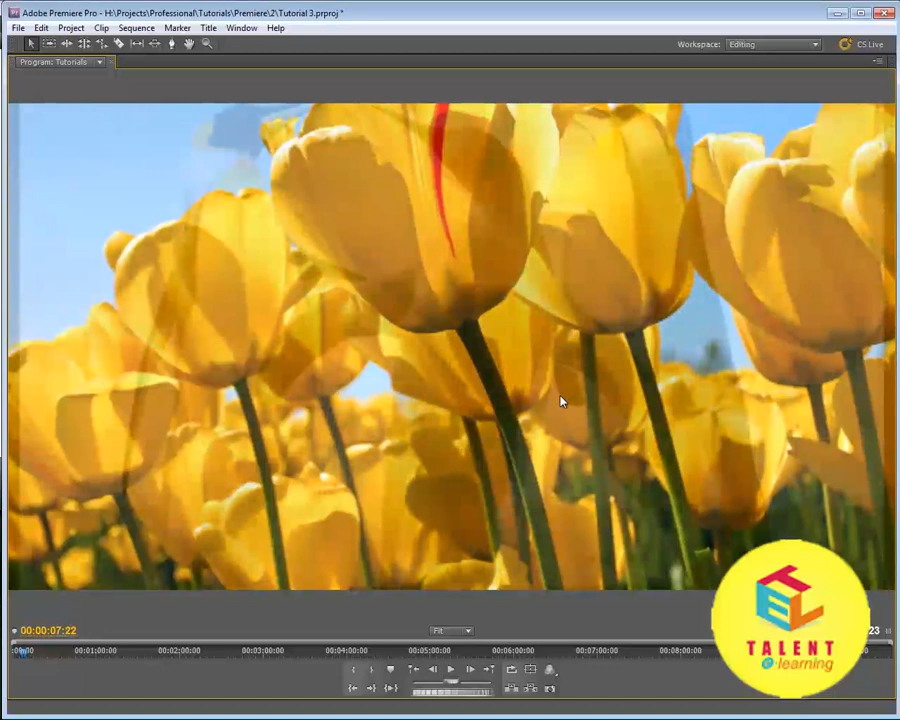 Adobe Premiere Pro - H:\Projects\Professional\Tutorials\Premiere\2\Tutorial 3.prproj *
File Edit Project Clip Sequence Marker Title Window Help
Workspace: Editing CS Live
Program: Tutorials
00:00:07:22 Fit 23
:00:00 00:01:00:00 00:02:00:00 00:03:00:00 00:04:00:00 00:05:00:00 00:06:00:00 00:07:00:00 00:08:00:00
TEL
TALENT
e-learning